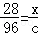 28/96 = x/c